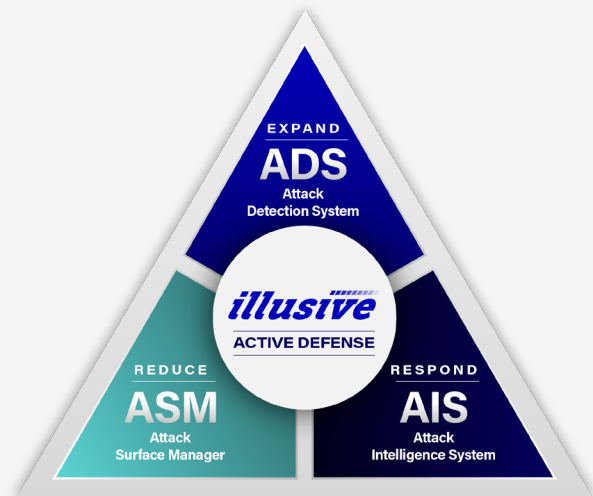 EXPAND
ADS
Attack
Detection System
illusive
ACTIVE DEFENSE
REDUCE
ASM
Attack
Surface Manager
RESPOND
AIS
Attack
Intelligence System